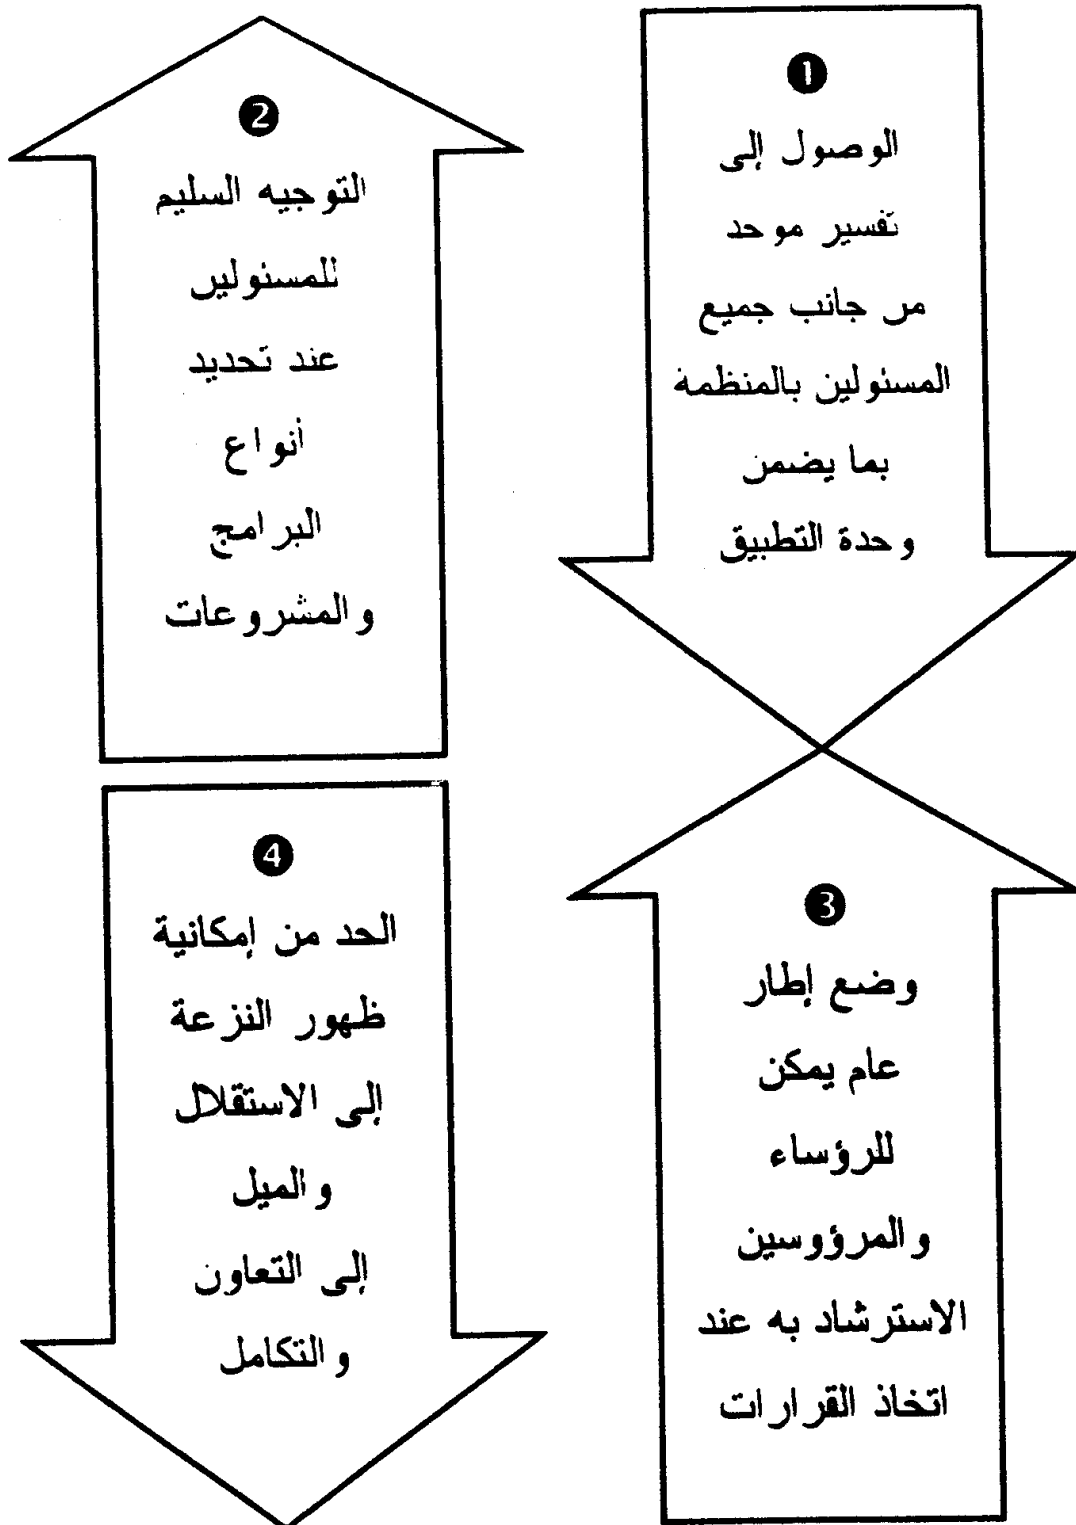 ❶
الوصول إلى
تفسير موحد
من جانب جميع
المسئولين بالمنظمة
بما يضمن
وحدة التطبيق
❷
التوجيه السليم
للمسئولين
عند تحديد
أنواع
البرامج
والمشروعات
❸
وضع إطار
عام يمكن
للرؤساء
والمرؤوسين
الاسترشاد به عند
اتخاذ القرارات
❹
الحد من إمكانية
ظهور النزعة
إلى الاستقلال
والميل
إلى التعاون
والتكامل